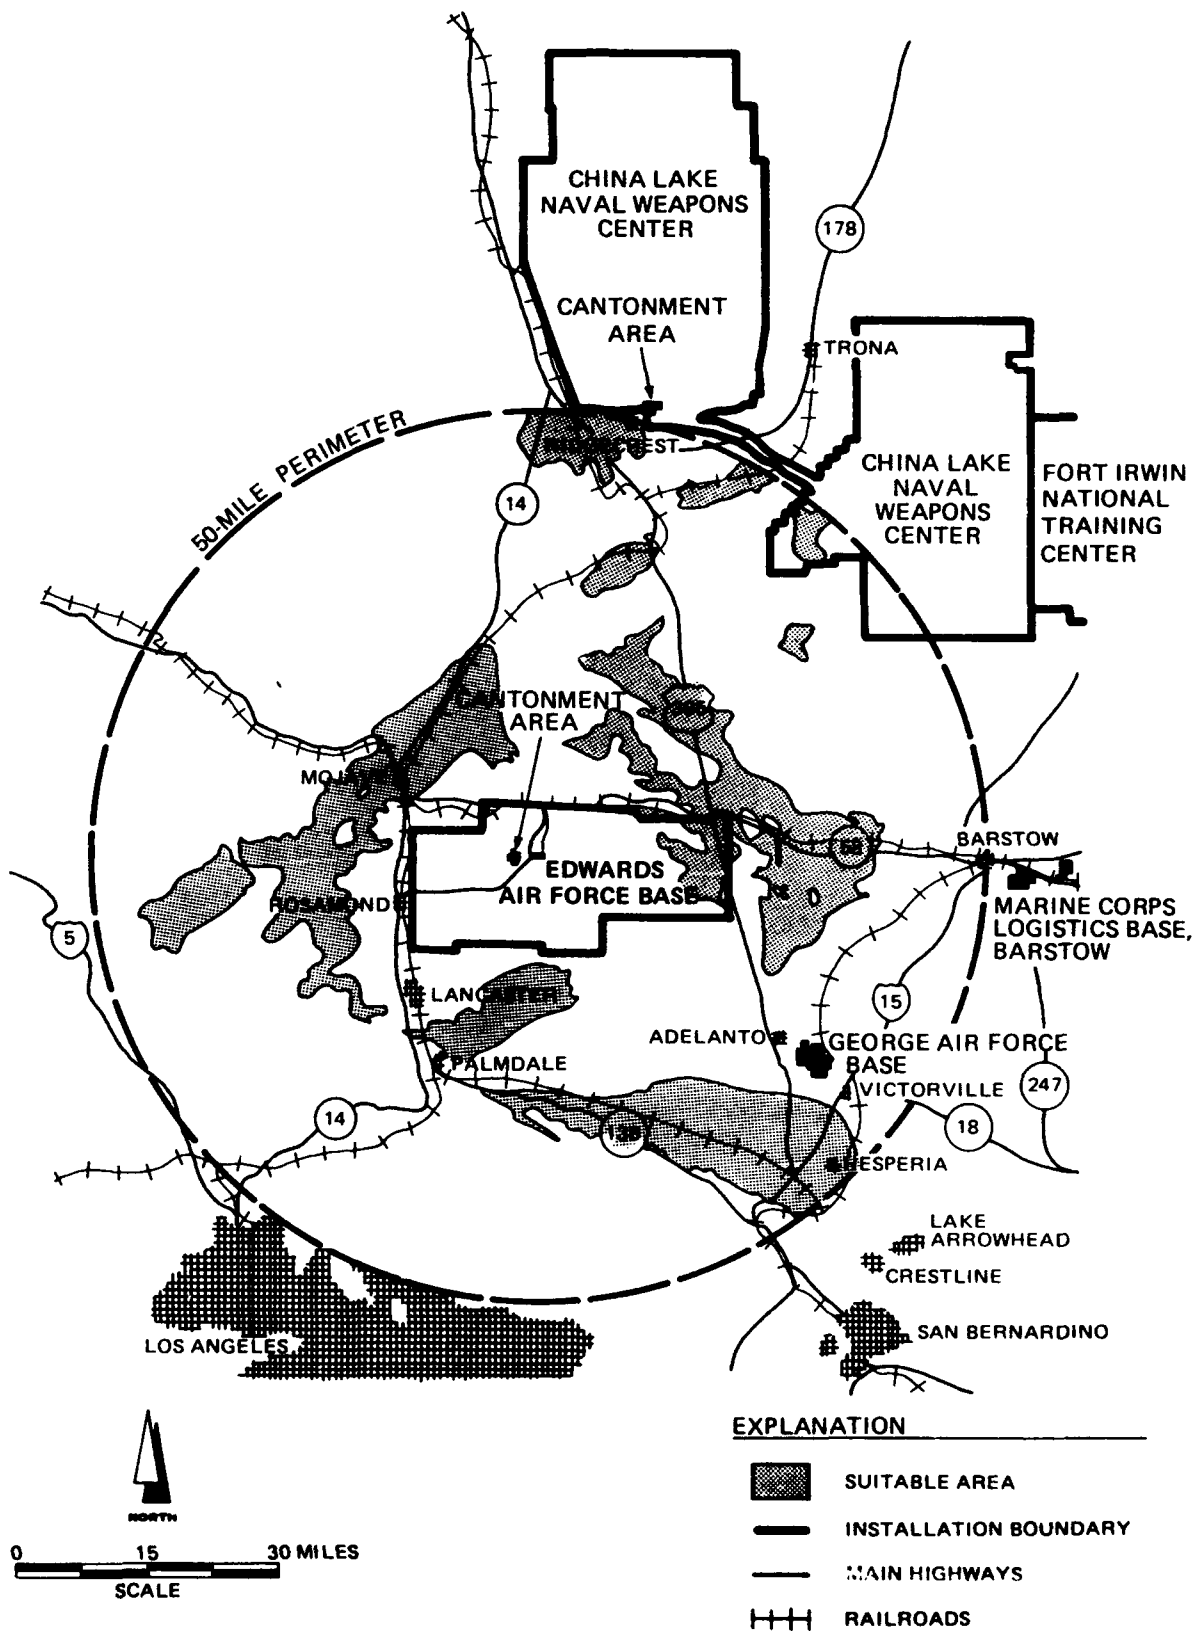 CHINA LAKE
NAVAL WEAPONS
CENTER
178
CANTONMENT
AREA
TRONA
50-MILE PERIMETER
CHINA LAKE
NAVAL
WEAPONS
CENTER
FORT IRWIN
NATIONAL
TRAINING
CENTER
14
CANTONMENT
AREA
395
MOJAVE
58
BARSTOW
EDWARDS
AIR FORCE BASE
ROSAMOND
MARINE CORPS
LOGISTICS BASE,
BARSTOW
5
LANCASTER
15
ADELANTO
GEORGE AIR FORCE
BASE
PALMDALE
VICTORVILLE
247
14
138
18
HESPERIA
LAKE
ARROWHEAD
CRESTLINE
LOS ANGELES
SAN BERNARDINO
NORTH
0 15 30 MILES
SCALE
EXPLANATION
SUITABLE AREA
INSTALLATION BOUNDARY
MAIN HIGHWAYS
RAILROADS